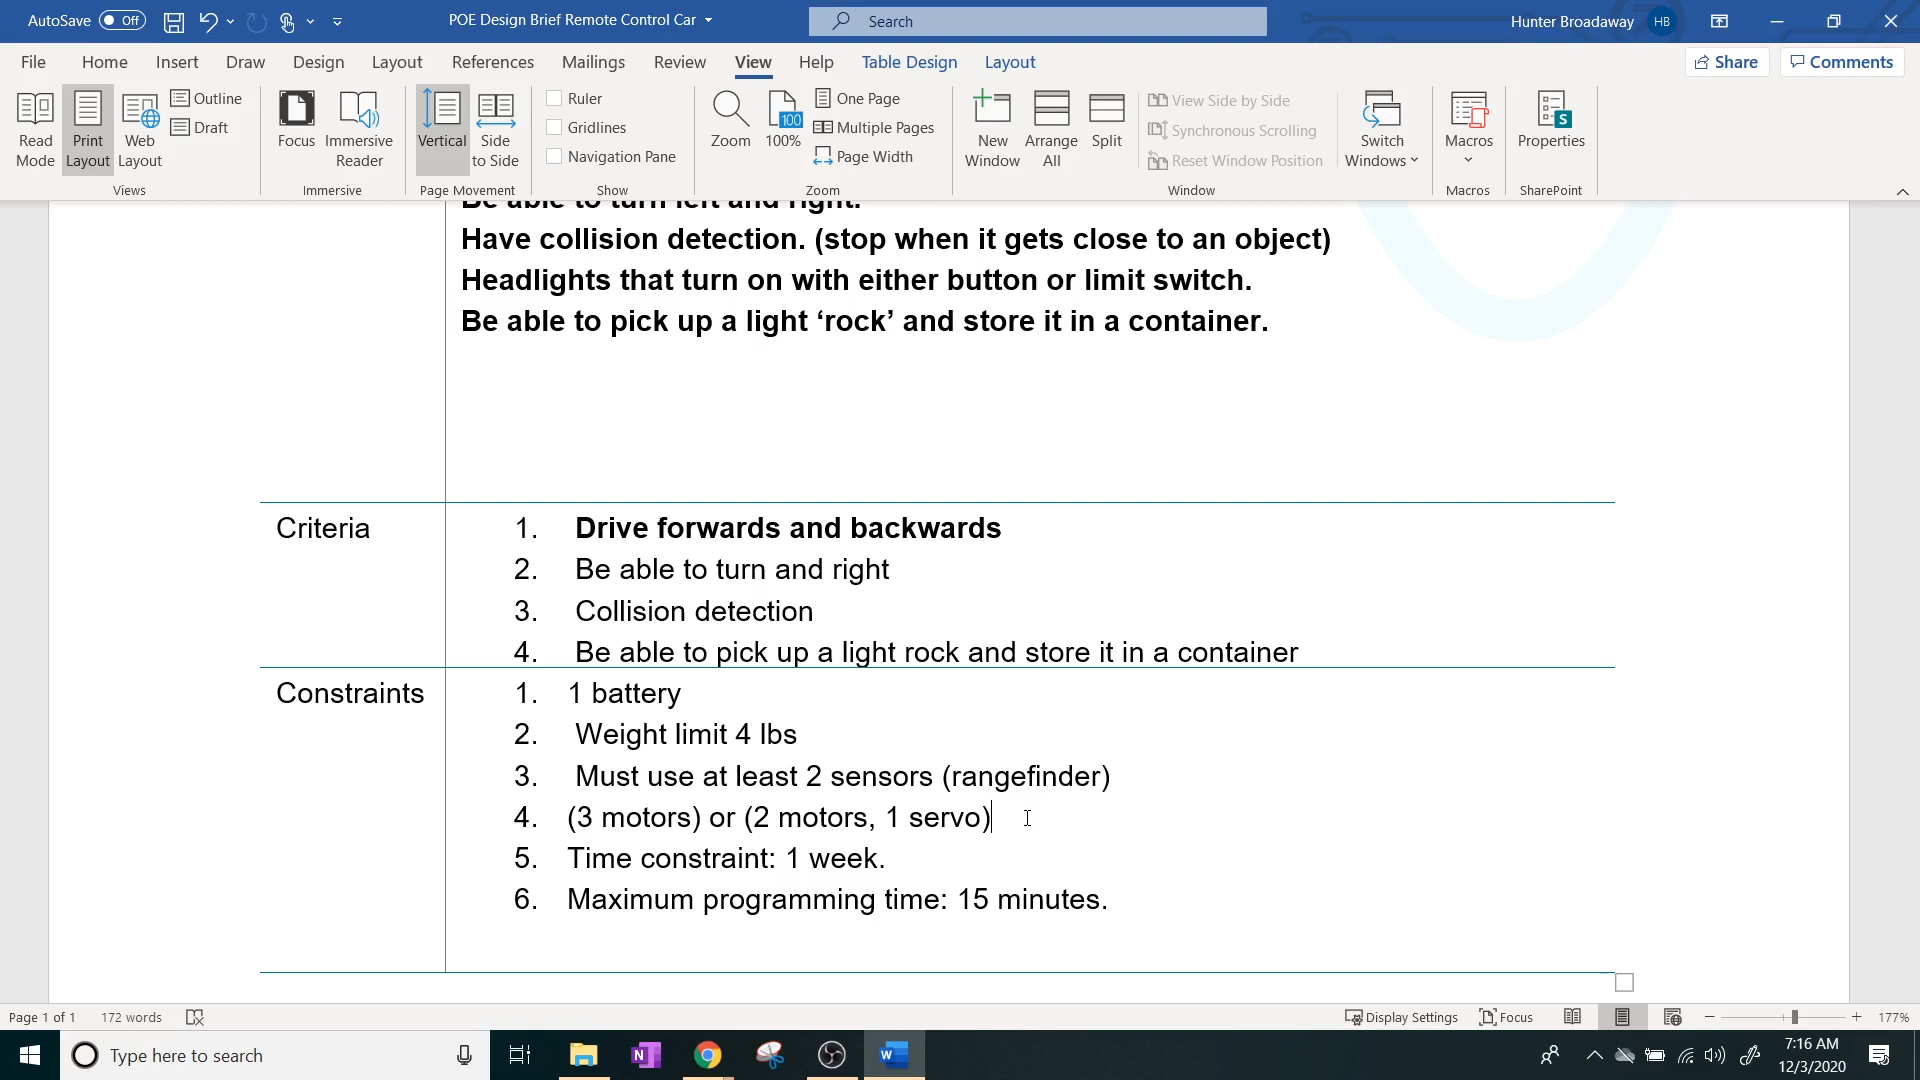 AutoSave Off POE Design Brief Remote Control Car Search Hunter Broadaway HB
File Home Insert Draw Design Layout References Mailings Review View Help Table Design Layout Share Comments
Read Mode
Print Layout
Web Layout
Outline
Draft
Views
Focus
Immersive Reader
Immersive
Vertical
Side to Side
Page Movement
Ruler
Gridlines
Navigation Pane
Show
Zoom
100
100%
One Page
Multiple Pages
Page Width
Zoom
New Window
Arrange All
Split
View Side by Side
Synchronous Scrolling
Reset Window Position
Switch Windows
Window
Macros
Macros
S
Properties
SharePoint
Be able to turn left and right.
Have collision detection. (stop when it gets close to an object)
Headlights that turn on with either button or limit switch.
Be able to pick up a light ‘rock’ and store it in a container.
Criteria
1. Drive forwards and backwards
2. Be able to turn and right
3. Collision detection
4. Be able to pick up a light rock and store it in a container
Constraints
1. 1 battery
2. Weight limit 4 lbs
3. Must use at least 2 sensors (rangefinder)
4. (3 motors) or (2 motors, 1 servo)
5. Time constraint: 1 week.
6. Maximum programming time: 15 minutes.
Page 1 of 1 172 words Display Settings Focus 177%
Type here to search
N
W
7:16 AM
12/3/2020